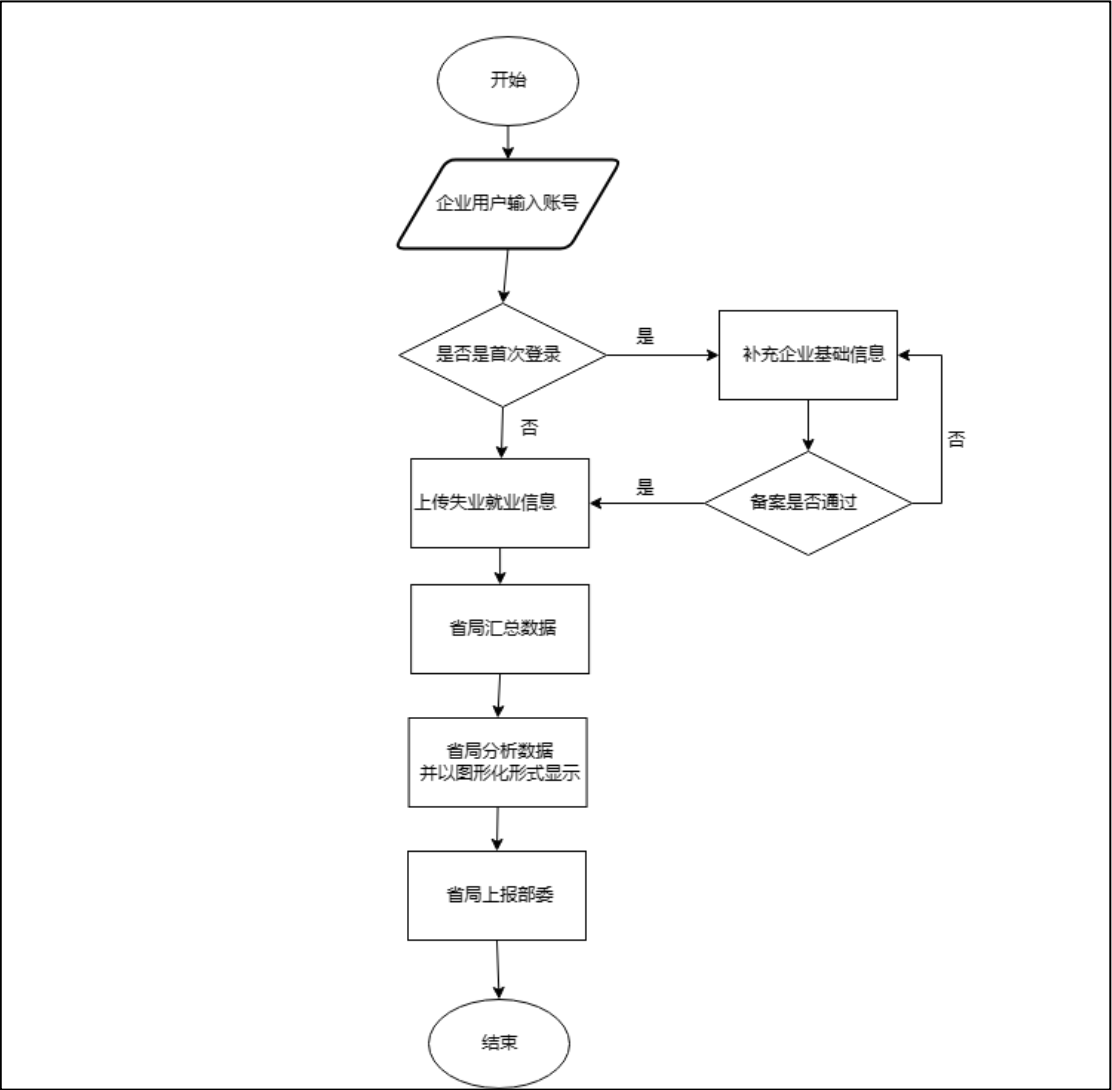 开始
企业用户输入账号
是否是首次登录
是
补充企业基础信息
否
否
上传失业就业信息
是
备案是否通过
省局汇总数据
省局分析数据
并以图形化形式显示
省局上报部委
结束